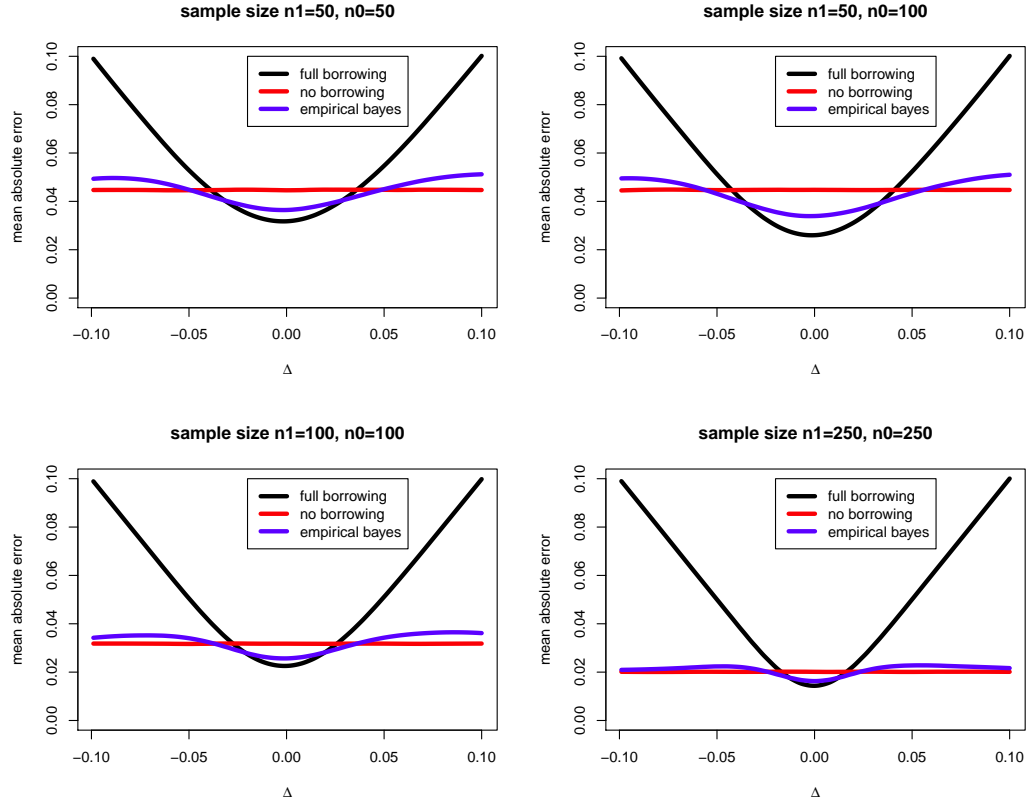 sample size n1=50, n0=50
mean absolute error
0.00 0.02 0.04 0.06 0.08 0.10
full borrowing
no borrowing
empirical bayes
−0.10 −0.05 0.00 0.05 0.10
Δ
sample size n1=50, n0=100
mean absolute error
0.00 0.02 0.04 0.06 0.08 0.10
full borrowing
no borrowing
empirical bayes
−0.10 −0.05 0.00 0.05 0.10
Δ
sample size n1=100, n0=100
mean absolute error
0.00 0.02 0.04 0.06 0.08 0.10
full borrowing
no borrowing
empirical bayes
−0.10 −0.05 0.00 0.05 0.10
Δ
sample size n1=250, n0=250
mean absolute error
0.00 0.02 0.04 0.06 0.08 0.10
full borrowing
no borrowing
empirical bayes
−0.10 −0.05 0.00 0.05 0.10
Δ